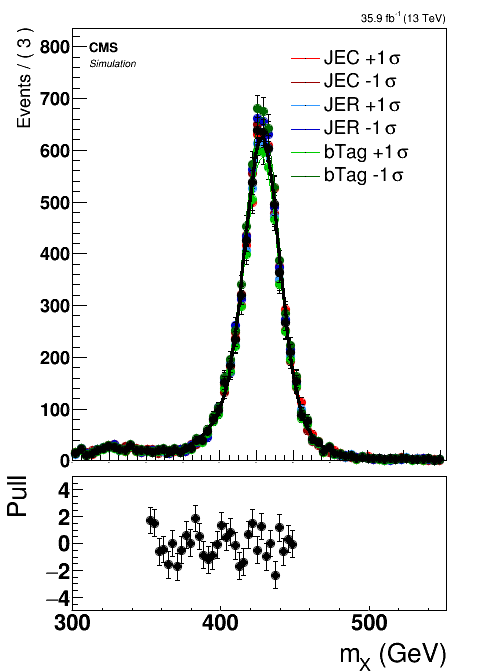 35.9 fb⁻¹ (13 TeV)
Events / ( 3 )
800
700
600
500
400
300
200
100
0
CMS
Simulation
JEC +1 σ
JEC -1 σ
JER +1 σ
JER -1 σ
bTag +1 σ
bTag -1 σ
Pull
4
2
0
−2
−4
300 400 500
m_X (GeV)